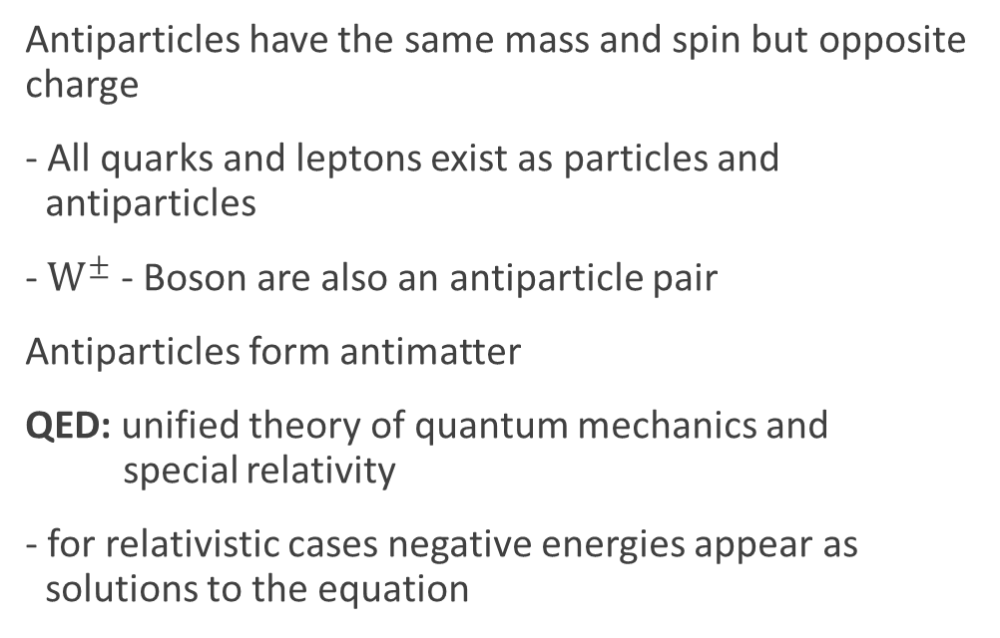 Antiparticles have the same mass and spin but opposite
charge
- All quarks and leptons exist as particles and
antiparticles
- W± - Boson are also an antiparticle pair
Antiparticles form antimatter
QED: unified theory of quantum mechanics and
special relativity
- for relativistic cases negative energies appear as
solutions to the equation